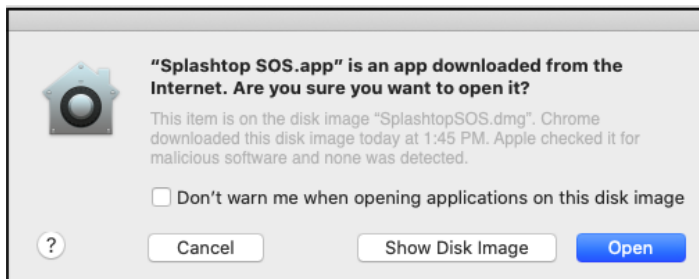 “Splashtop SOS.app” is an app downloaded from the
Internet. Are you sure you want to open it?
This item is on the disk image “SplashtopSOS.dmg”. Chrome
downloaded this disk image today at 1:45 PM. Apple checked it for
malicious software and none was detected.
Don’t warn me when opening applications on this disk image
? Cancel Show Disk Image Open